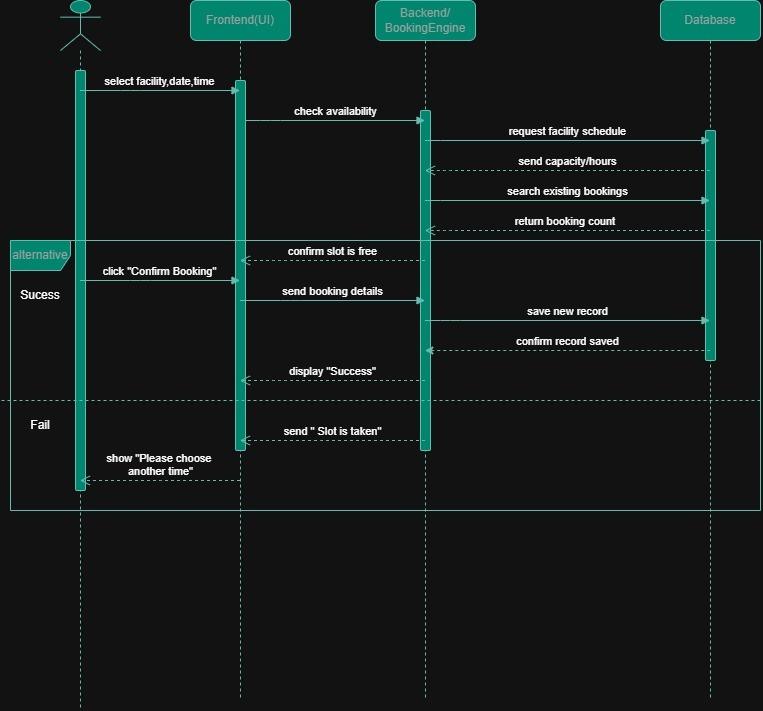 Frontend(UI)
Backend/
BookingEngine
Database
select facility,date,time
check availability
request facility schedule
send capacity/hours
search existing bookings
return booking count
alternative
confirm slot is free
click "Confirm Booking"
Sucess
send booking details
save new record
confirm record saved
display "Success"
Fail
send " Slot is taken"
show "Please choose
another time"